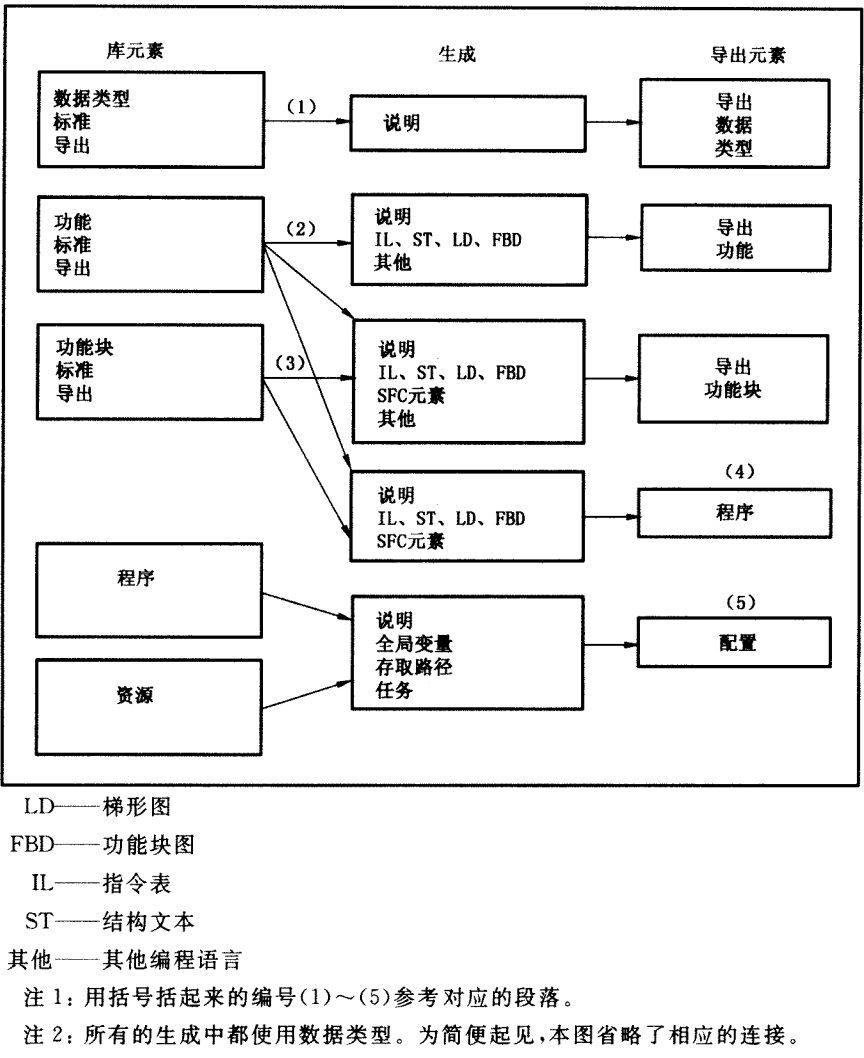 库元素 生成 导出元素
数据类型
标准
导出
(1)
说明
导出
数据
类型
功能
标准
导出
(2)
说明
IL、ST、LD、FBD
其他
导出
功能
功能块
标准
导出
(3)
说明
IL、ST、LD、FBD
SFC元素
其他
导出
功能块
说明
IL、ST、LD、FBD
SFC元素
(4)
程序
程序
资源
说明
全局变量
存取路径
任务
(5)
配置
LD——梯形图
FBD——功能块图
IL——指令表
ST——结构文本
其他——其他编程语言
注 1: 用括号括起来的编号(1)～(5)参考对应的段落。
注 2: 所有的生成中都使用数据类型。为简便起见,本图省略了相应的连接。